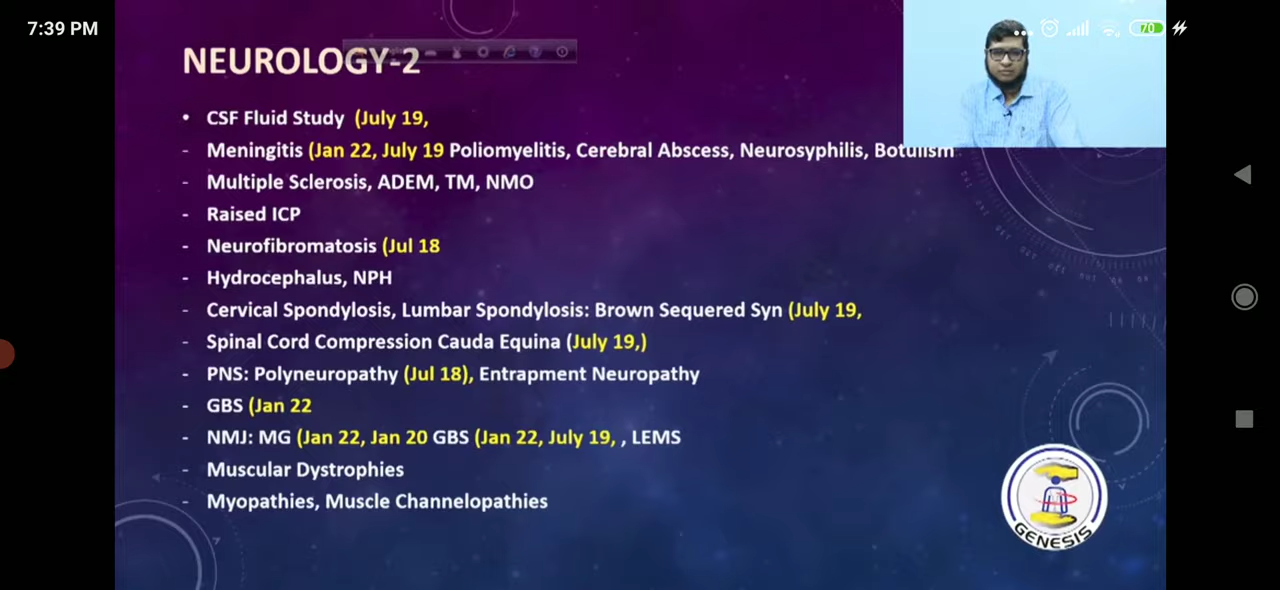 7:39 PM
70
NEUROLOGY-2
• CSF Fluid Study (July 19,
- Meningitis (Jan 22, July 19 Poliomyelitis, Cerebral Abscess, Neurosyphilis, Botulism
- Multiple Sclerosis, ADEM, TM, NMO
- Raised ICP
- Neurofibromatosis (Jul 18
- Hydrocephalus, NPH
- Cervical Spondylosis, Lumbar Spondylosis: Brown Sequered Syn (July 19,
- Spinal Cord Compression Cauda Equina (July 19,)
- PNS: Polyneuropathy (Jul 18), Entrapment Neuropathy
- GBS (Jan 22
- NMJ: MG (Jan 22, Jan 20 GBS (Jan 22, July 19, , LEMS
- Muscular Dystrophies
- Myopathies, Muscle Channelopathies
GENESIS